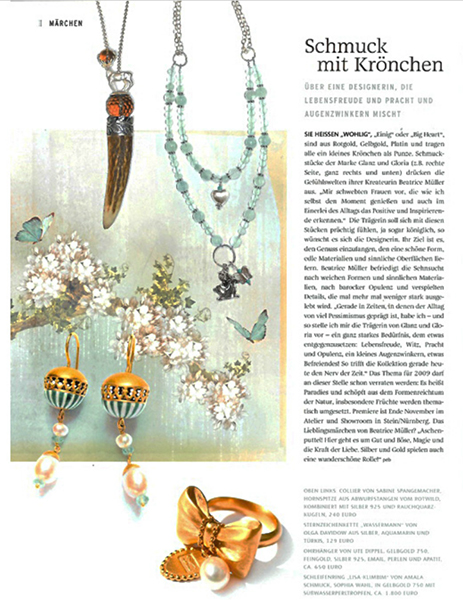 MÄRCHEN
Schmuck
mit Krönchen
ÜBER EINE DESIGNERIN, DIE
LEBENSFREUDE UND PRACHT UND
AUGENZWINKERN MISCHT
SIE HEISSEN „WOHLIG“, „Einig“ oder „Big Heart“,
sind aus Rotgold, Gelbgold, Platin und tragen
alle ein kleines Krönchen als Punze. Schmuck-
stücke der Marke Glanz und Gloria (z.B. rechte
Seite, ganz rechts und unten) drücken die
Gefühlwelten ihrer Kreateurin Beatrice Müller
aus. „Mir schwebten Frauen vor, die wie ich
selbst den Moment genießen und auch im
Einerlei des Alltags das Positive und Inspirieren-
de erkennen.“ Die Trägerin soll sich mit diesen
Stücken prächtig fühlen, ja sogar königlich, so
wünscht es sich die Designerin. Ihr Ziel ist es,
den Genuss einzufangen, den eine schöne Form,
edle Materialien und sinnliche Oberflächen lie-
fern. Beatrice Müller befriedigt die Sehnsucht
nach weichen Formen und sinnlichen Materia-
lien, nach barocker Opulenz und verspielten
Details, die mal mehr mal weniger stark ausge-
lebt wird. „Gerade in Zeiten, in denen der Alltag
von viel Pessimismus geprägt ist, habe ich – und
so stelle ich mir die Trägerin von Glanz und Glo-
ria vor – ein ganz starkes Bedürfnis, dem etwas
entgegenzusetzen: Lebensfreude, Witz, Pracht
und Opulenz, ein kleines Augenzwinkern, etwas
Befreiendes! So trifft die Kollektion gerade heu-
te den Nerv der Zeit.“ Das Thema für 2009 darf
an dieser Stelle schon verraten werden: Es heißt
Paradies und schöpft aus dem Formenreichtum
der Natur, insbesondere Früchte werden thema-
tisch umgesetzt. Premiere ist Ende November im
Atelier und Showroom in Stein/Nürnberg. Das
Lieblingsmärchen von Beatrice Müller? „Aschen-
puttel! Hier geht es um Gut und Böse, Magie und
die Kraft der Liebe. Silber und Gold spielen auch
eine wunderschöne Rolle!“
OBEN LINKS. COLLIER VON SABINE SPANGEMACHER,
HORNSPITZE AUS ABWURFSTANGEN VOM ROTWILD,
KOMBINIERT MIT SILBER 925 UND RAUCHQUARZ-
KUGELN, 240 EURO
STERNZEICHENKETTE „WASSERMANN“ VON
OLGA DAVIDOW AUS SILBER, AQUAMARIN UND
TÜRKIS, 129 EURO
OHRHÄNGER VON UTE DIPPEL, GELBGOLD 750,
FEINGOLD, SILBER 925, EMAIL, PERLEN UND APATIT.
CA. 650 EURO
SCHLEIFENRING „LISA KLIMBIM“ VON AMALA
SCHMUCK, SOPHIA WAHL, IN GELBGOLD 750 MIT
SÜDWASSERPERLTROPFEN, CA. 1.800 EURO